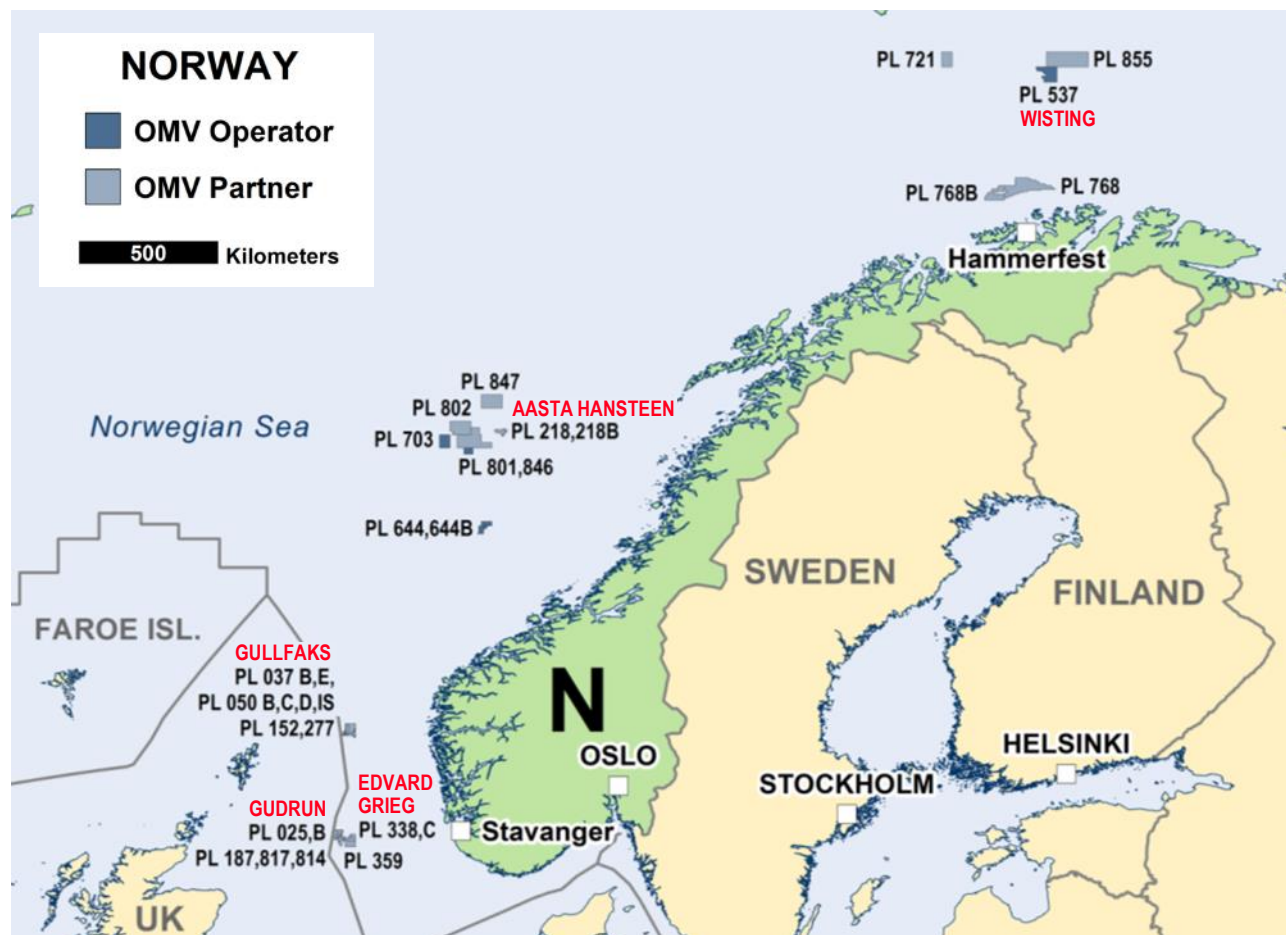 NORWAY
OMV Operator
OMV Partner
500 Kilometers
PL 721
PL 855
PL 537
WISTING
PL 768B
PL 768
Hammerfest
PL 847
PL 802
AASTA HANSTEEN
PL 218,218B
PL 703
PL 801,846
Norwegian Sea
PL 644,644B
SWEDEN
FINLAND
FAROE ISL.
GULLFAKS
PL 037 B,E,
PL 050 B,C,D,IS
PL 152,277
N
OSLO
HELSINKI
STOCKHOLM
EDVARD
GRIEG
PL 338,C
PL 359
GUDRUN
PL 025,B
PL 187,817,814
Stavanger
UK